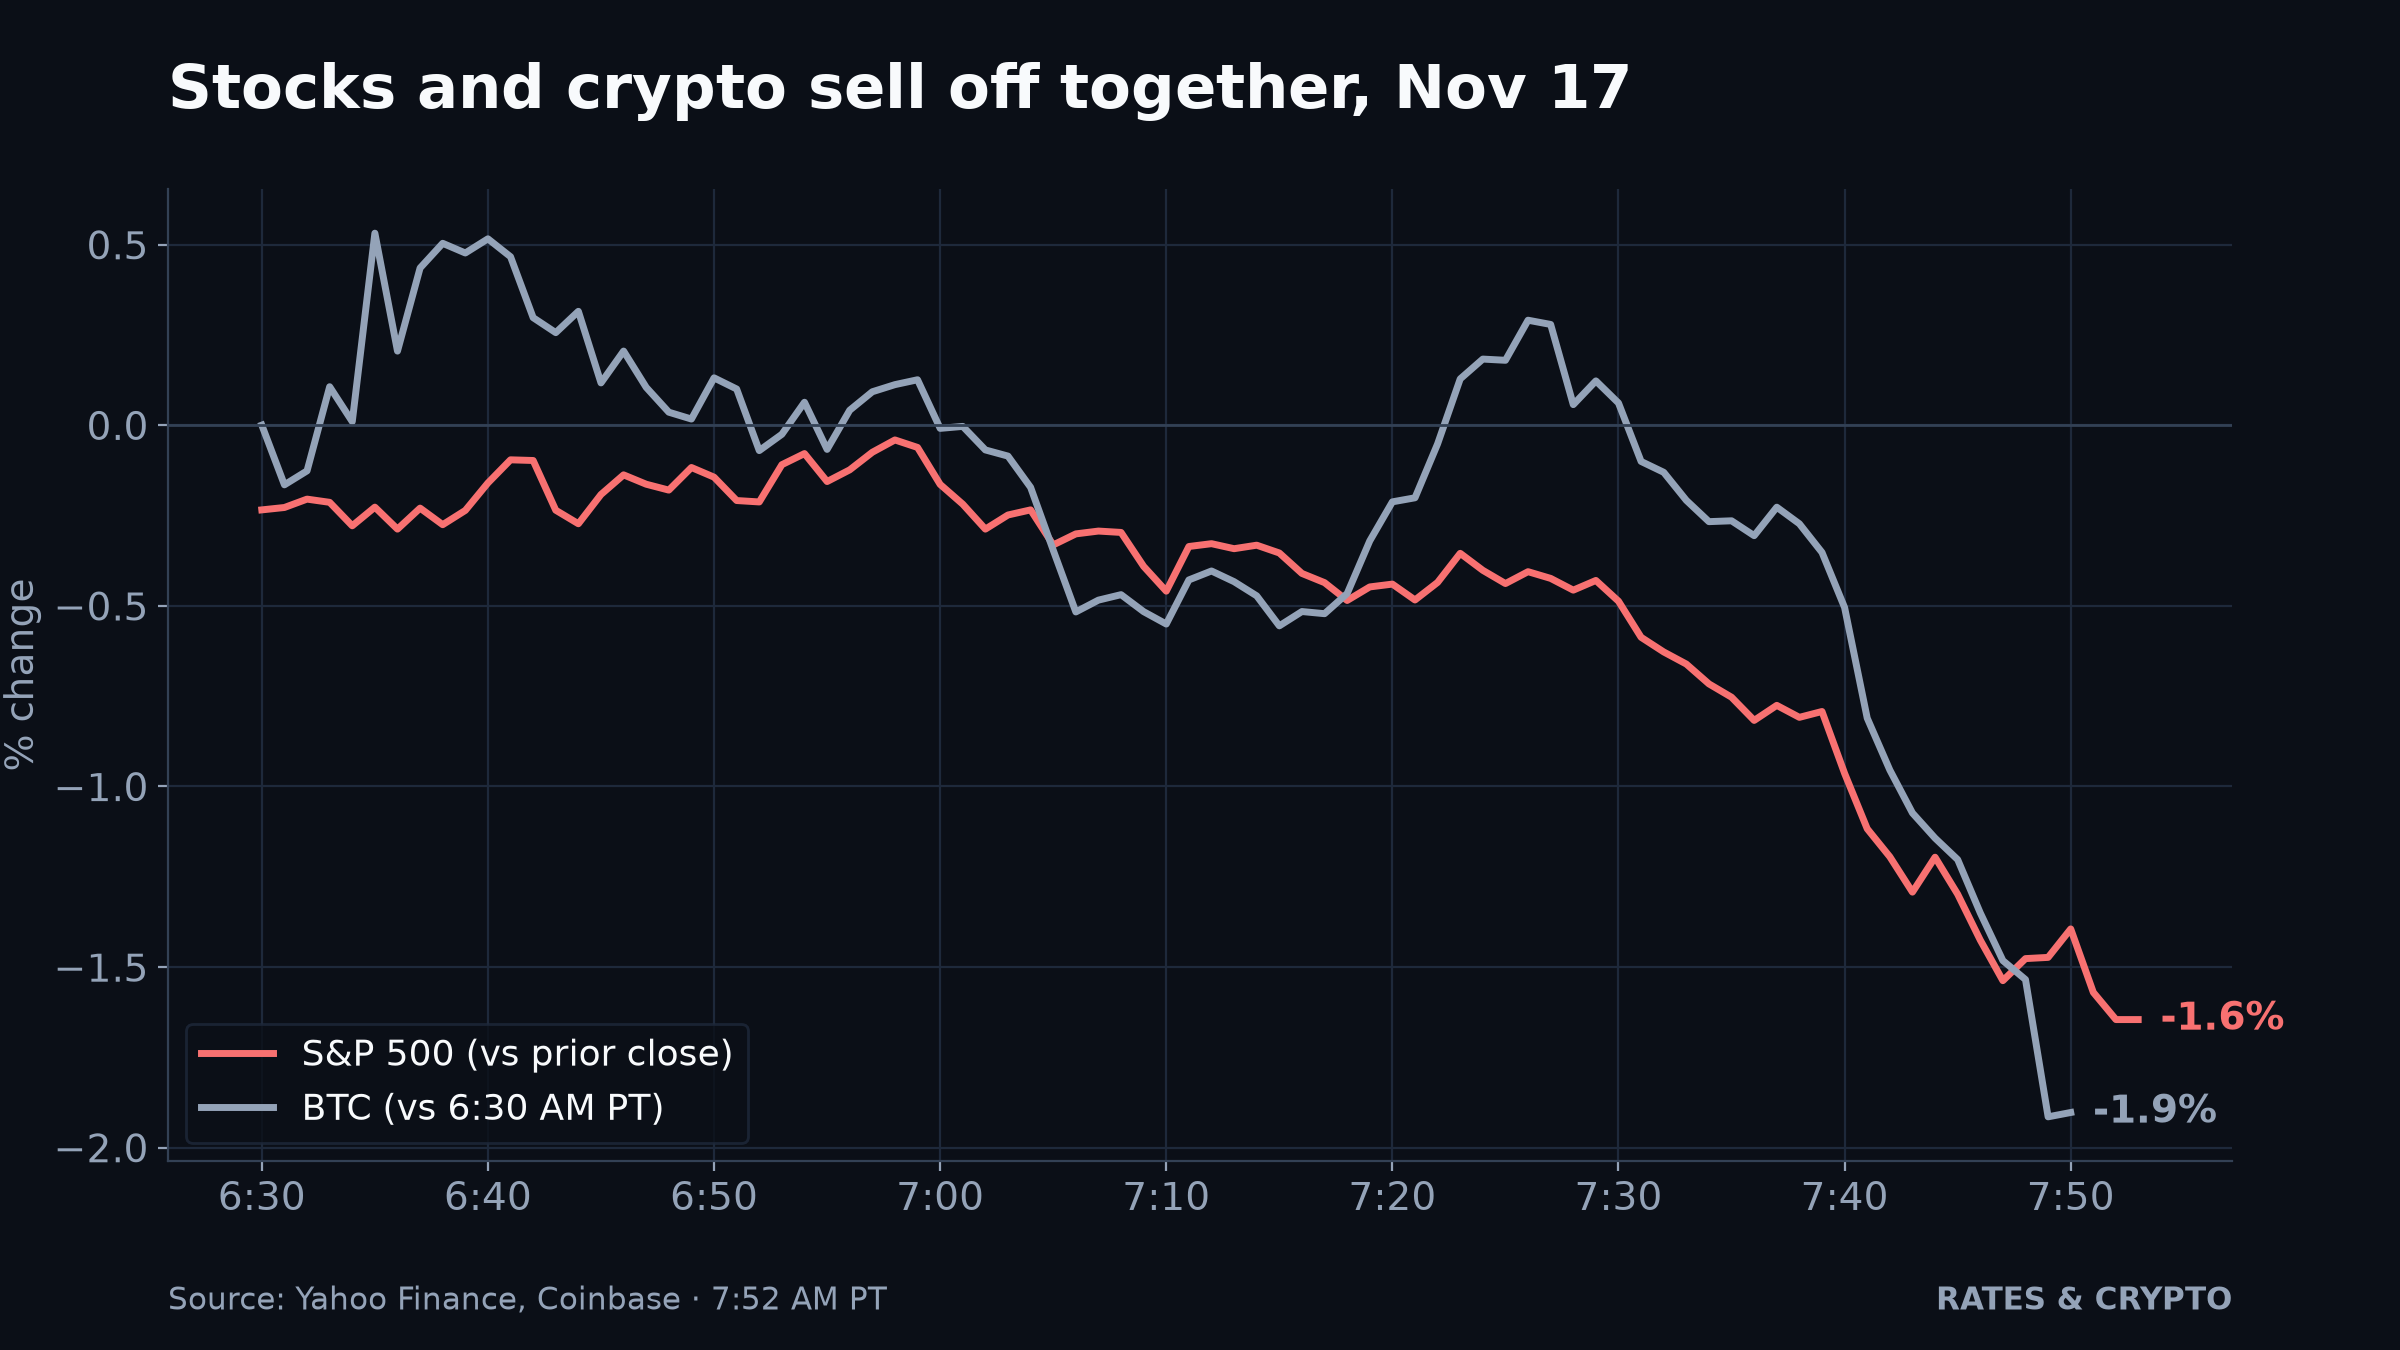 Stocks and crypto sell off together, Nov 17
% change
0.5
0.0
−0.5
−1.0
−1.5
−2.0
-1.6%
-1.9%
S&P 500 (vs prior close)
BTC (vs 6:30 AM PT)
6:30 6:40 6:50 7:00 7:10 7:20 7:30 7:40 7:50
Source: Yahoo Finance, Coinbase · 7:52 AM PT
RATES & CRYPTO